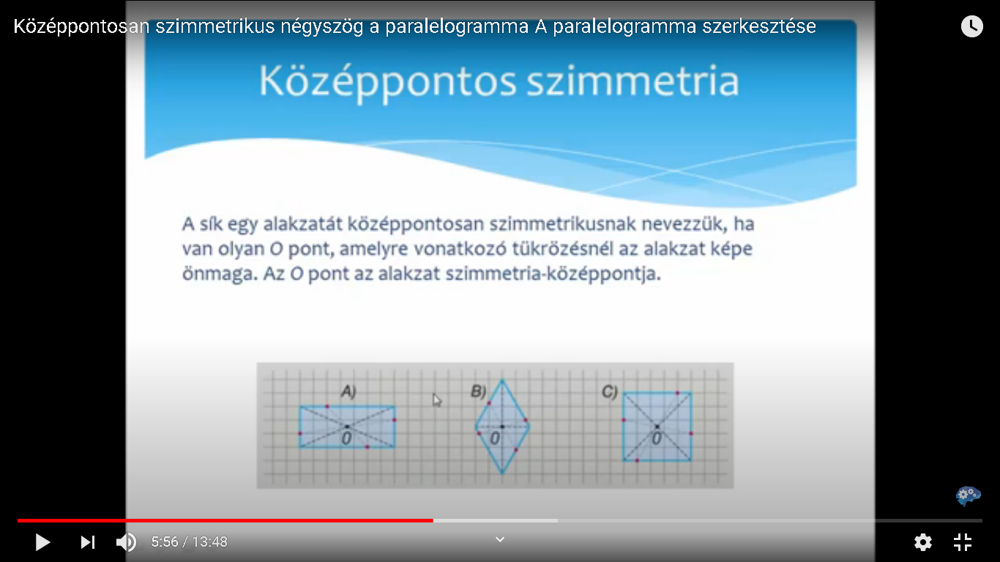 Középpontosan szimmetrikus négyszög a paralelogramma A paralelogramma szerkesztése
Középpontos szimmetria
A sík egy alakzatát középpontosan szimmetrikusnak nevezzük, ha
van olyan O pont, amelyre vonatkozó tükrözésnél az alakzat képe
önmaga. Az O pont az alakzat szimmetria-középpontja.
A) B) C)
O O O
5:56 / 13:48